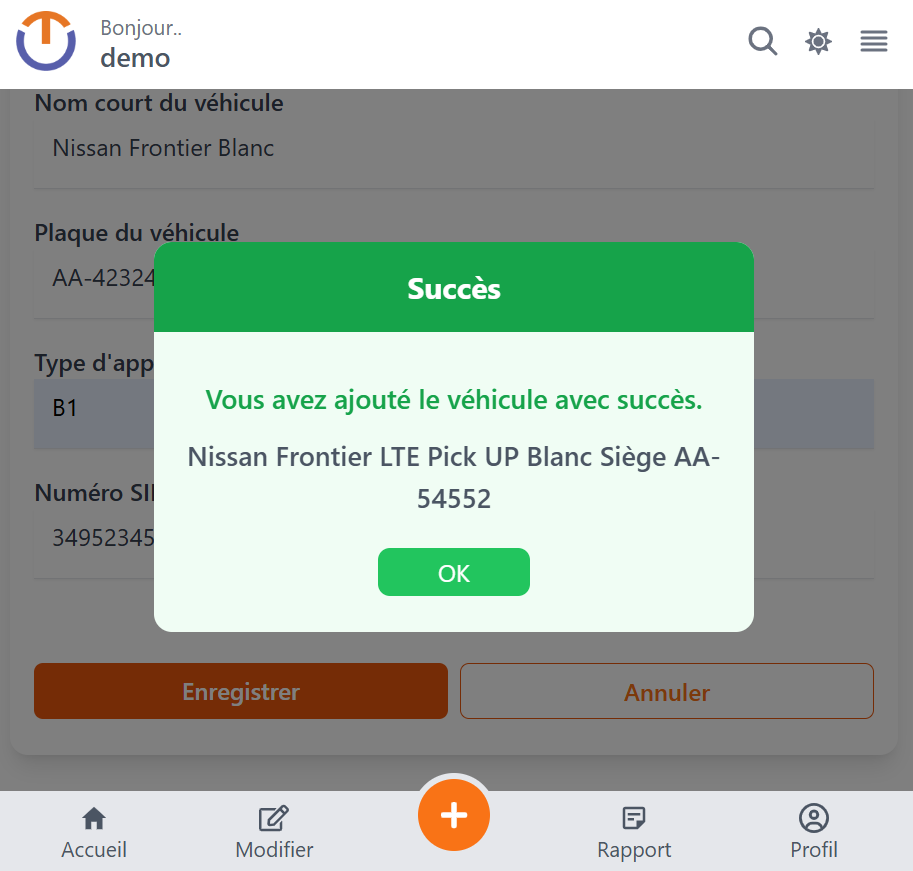 Bonjour..
demo
Nom court du véhicule
Nissan Frontier Blanc
Plaque du véhicule
AA-42324
Type d'app
B1
Numéro SI
34952345
Succès
Vous avez ajouté le véhicule avec succès.
Nissan Frontier LTE Pick UP Blanc Siège AA-
54552
OK
Enregistrer
Annuler
Accueil
Modifier
Rapport
Profil